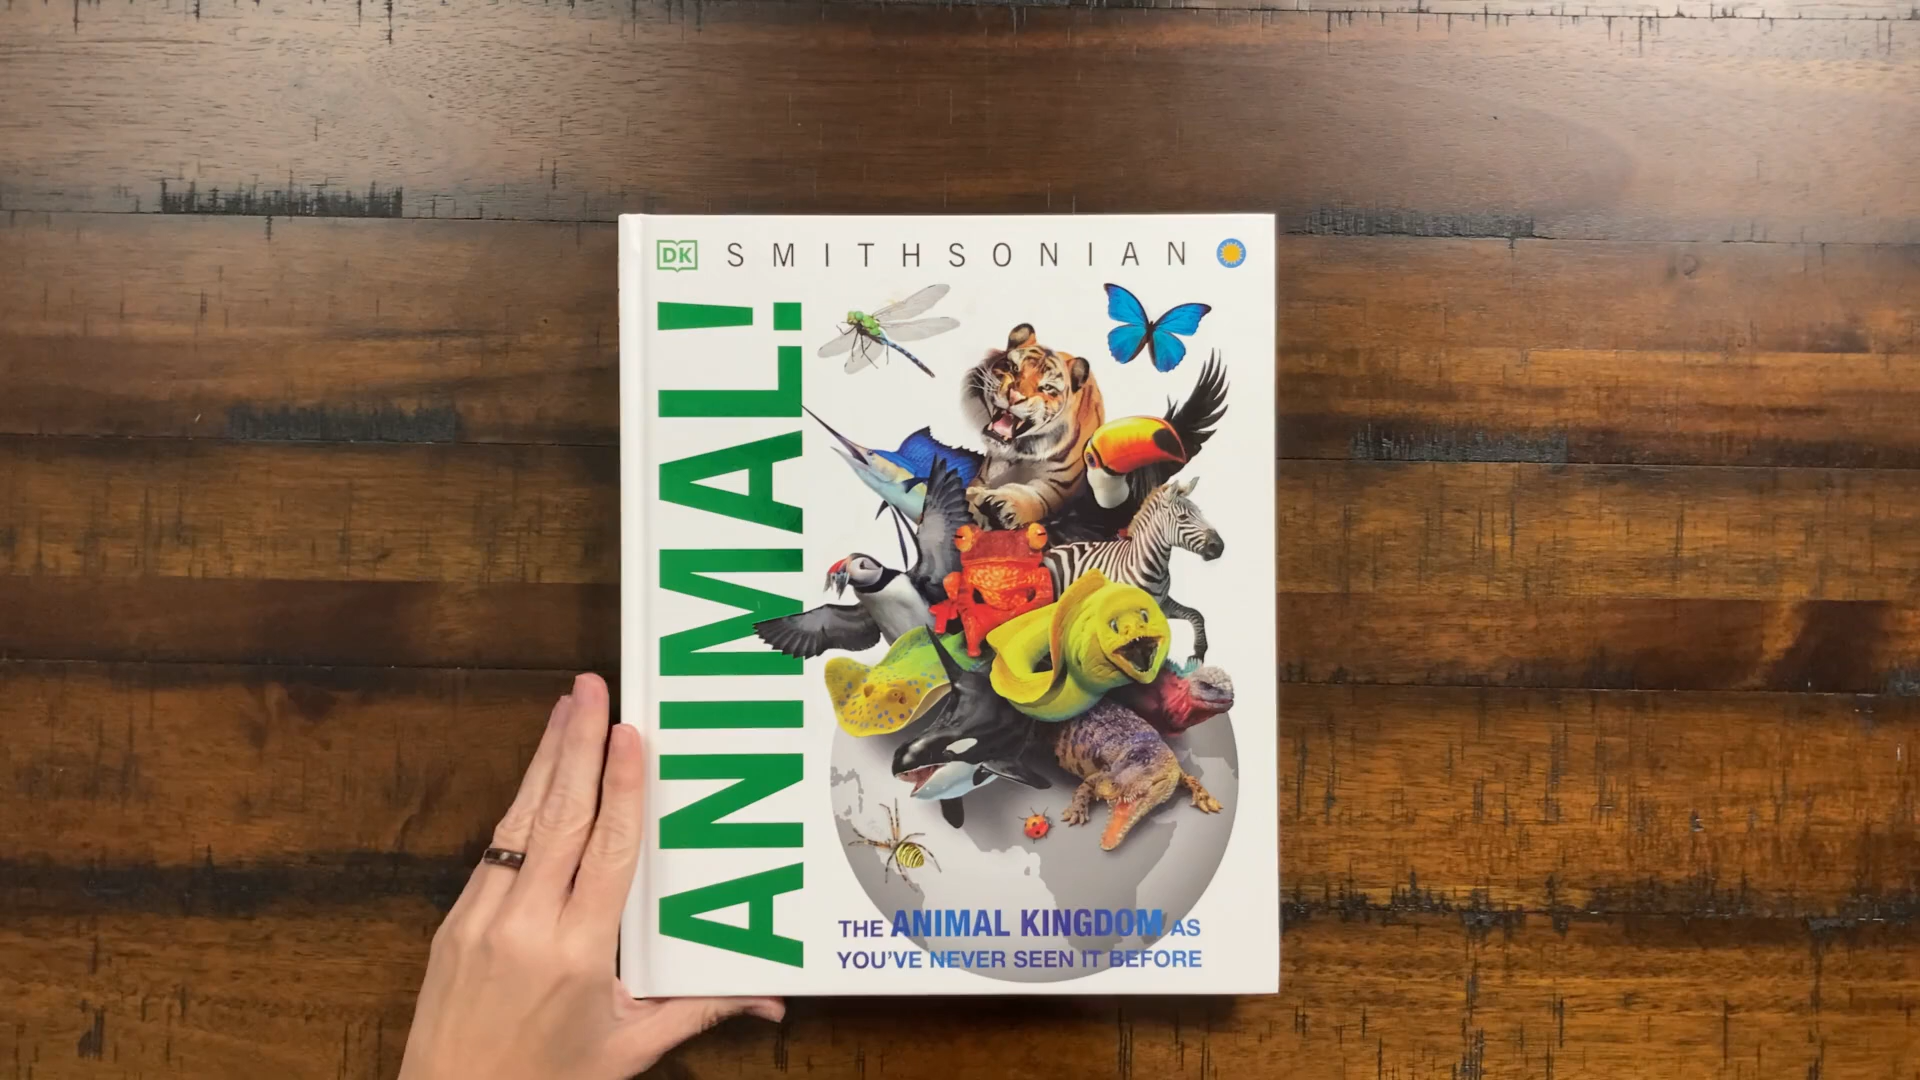 DK SMITHSONIAN
ANIMAL!
THE ANIMAL KINGDOM AS
YOU'VE NEVER SEEN IT BEFORE